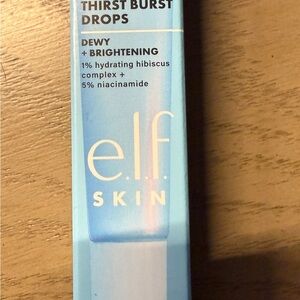 THIRST BURST
DROPS
DEWY
+ BRIGHTENING
1% hydrating hibiscus
complex +
5% niacinamide
e.l.f.
SKIN